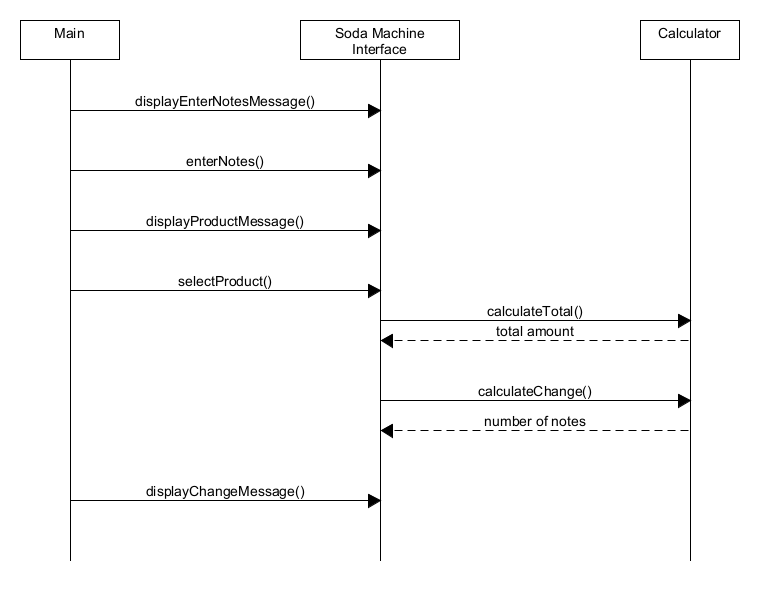 Main
Soda Machine
Interface
Calculator
displayEnterNotesMessage()
enterNotes()
displayProductMessage()
selectProduct()
calculateTotal()
total amount
calculateChange()
number of notes
displayChangeMessage()